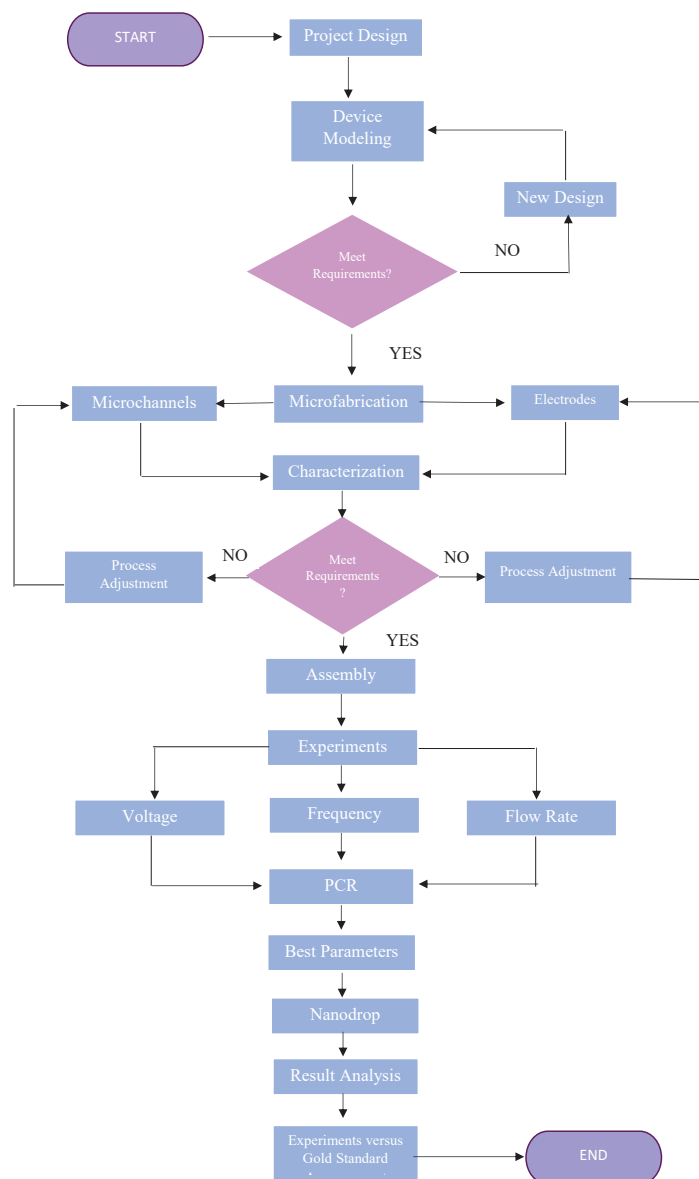 START
Project Design
Device
Modeling
New Design
Meet
Requirements?
NO
YES
Microchannels
Microfabrication
Electrodes
Characterization
Process
Adjustment
NO
Meet
Requirements
?
NO
Process Adjustment
YES
Assembly
Experiments
Voltage
Frequency
Flow Rate
PCR
Best Parameters
Nanodrop
Result Analysis
Experiments versus
Gold Standard
END